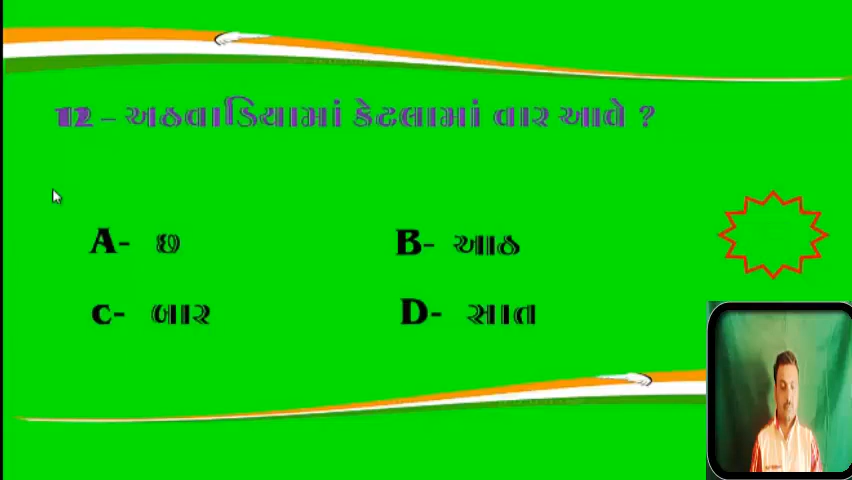 12 – અઠવાડિયામાં કેટલામાં વાર આવે ?
A- છ
B- આઠ
C- બાર
D- સાત